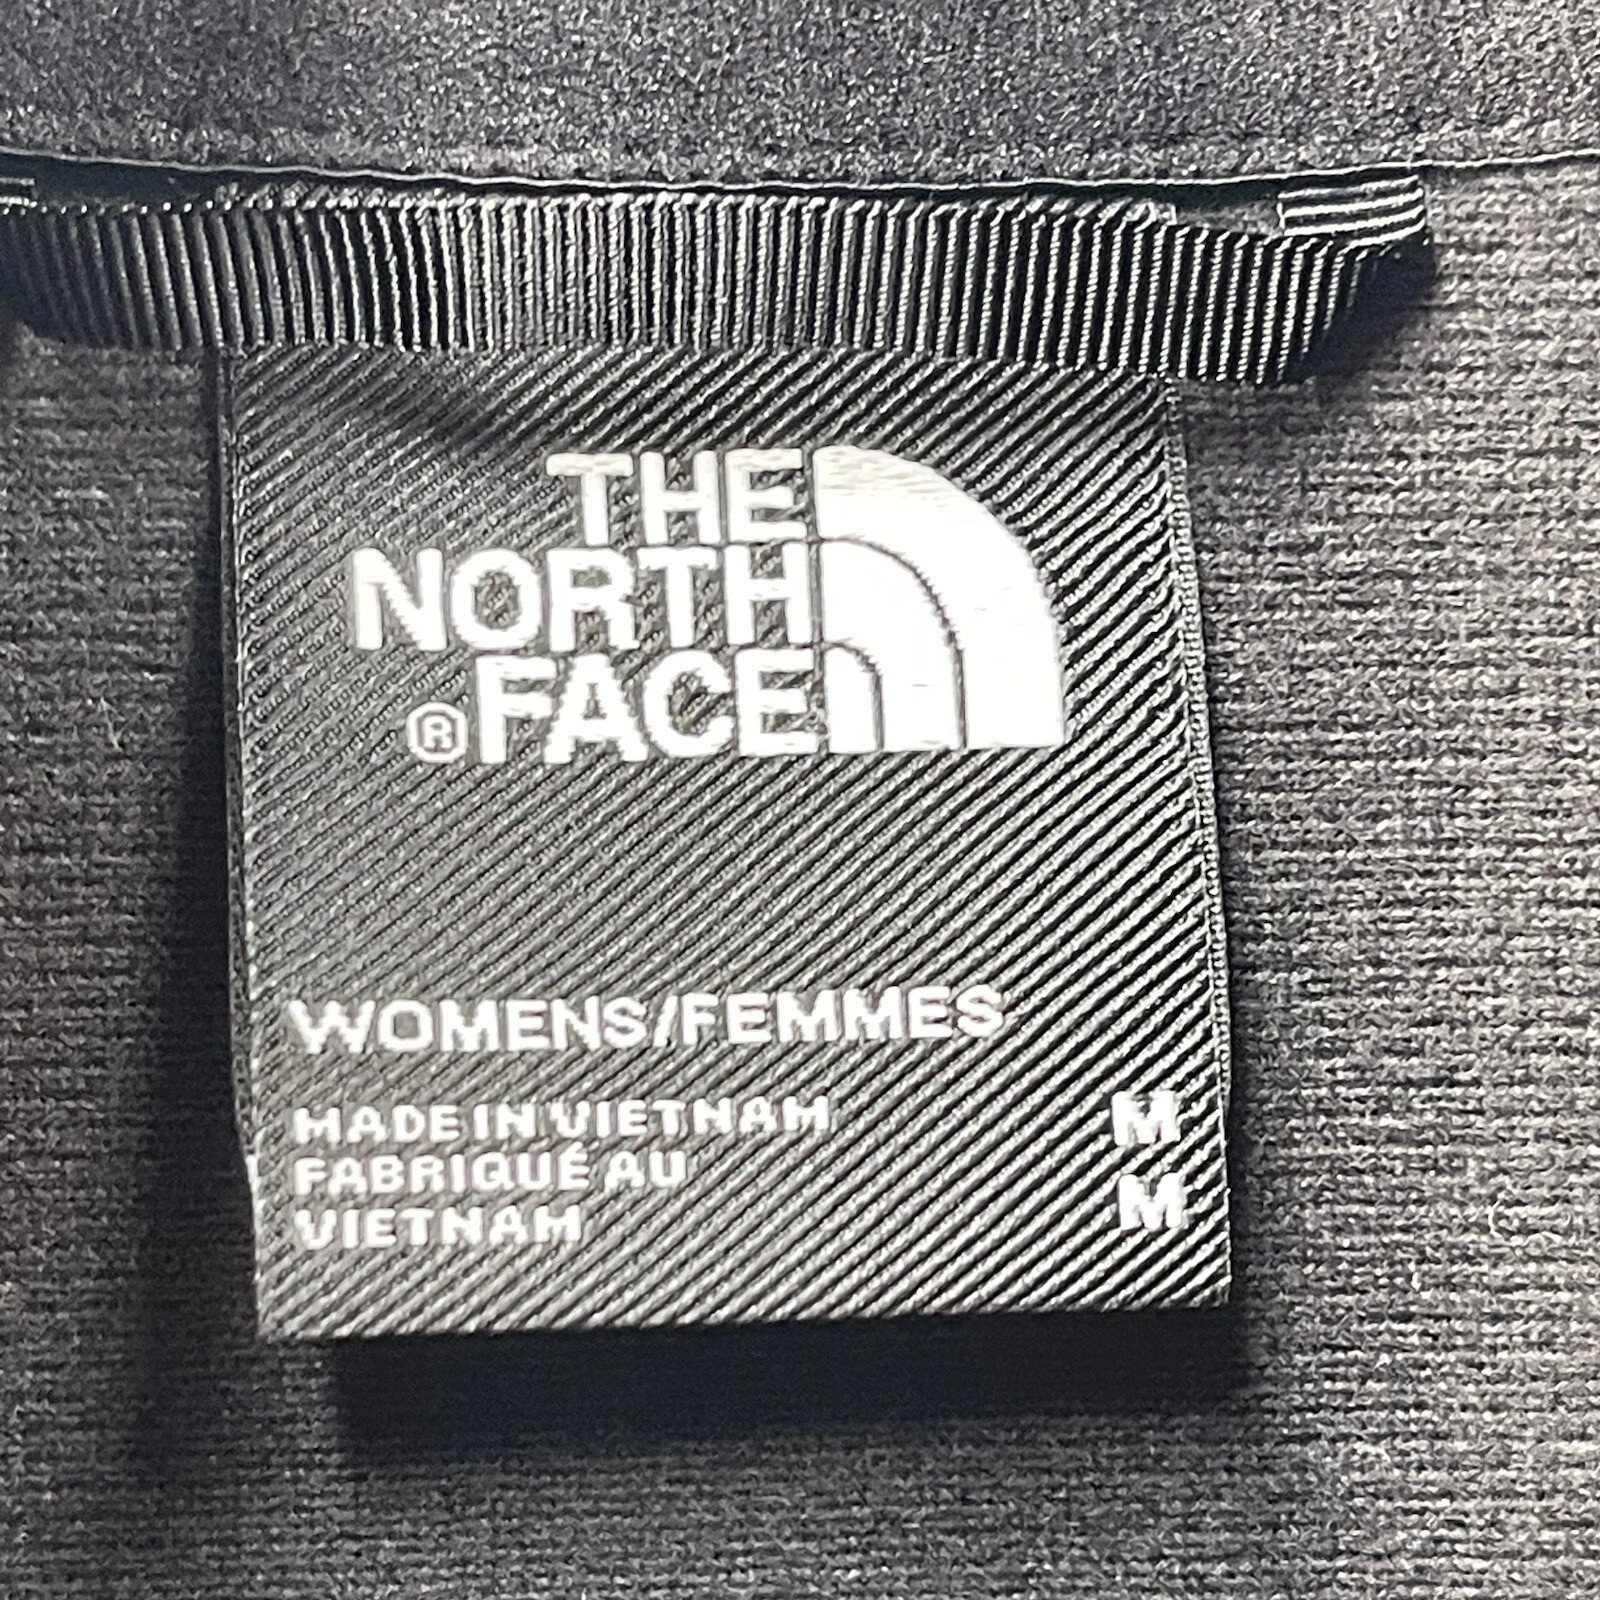 THE
NORTH
® FACE
WOMENS/FEMMES
MADE IN VIETNAM M
FABRIQUÉ AU M
VIETNAM